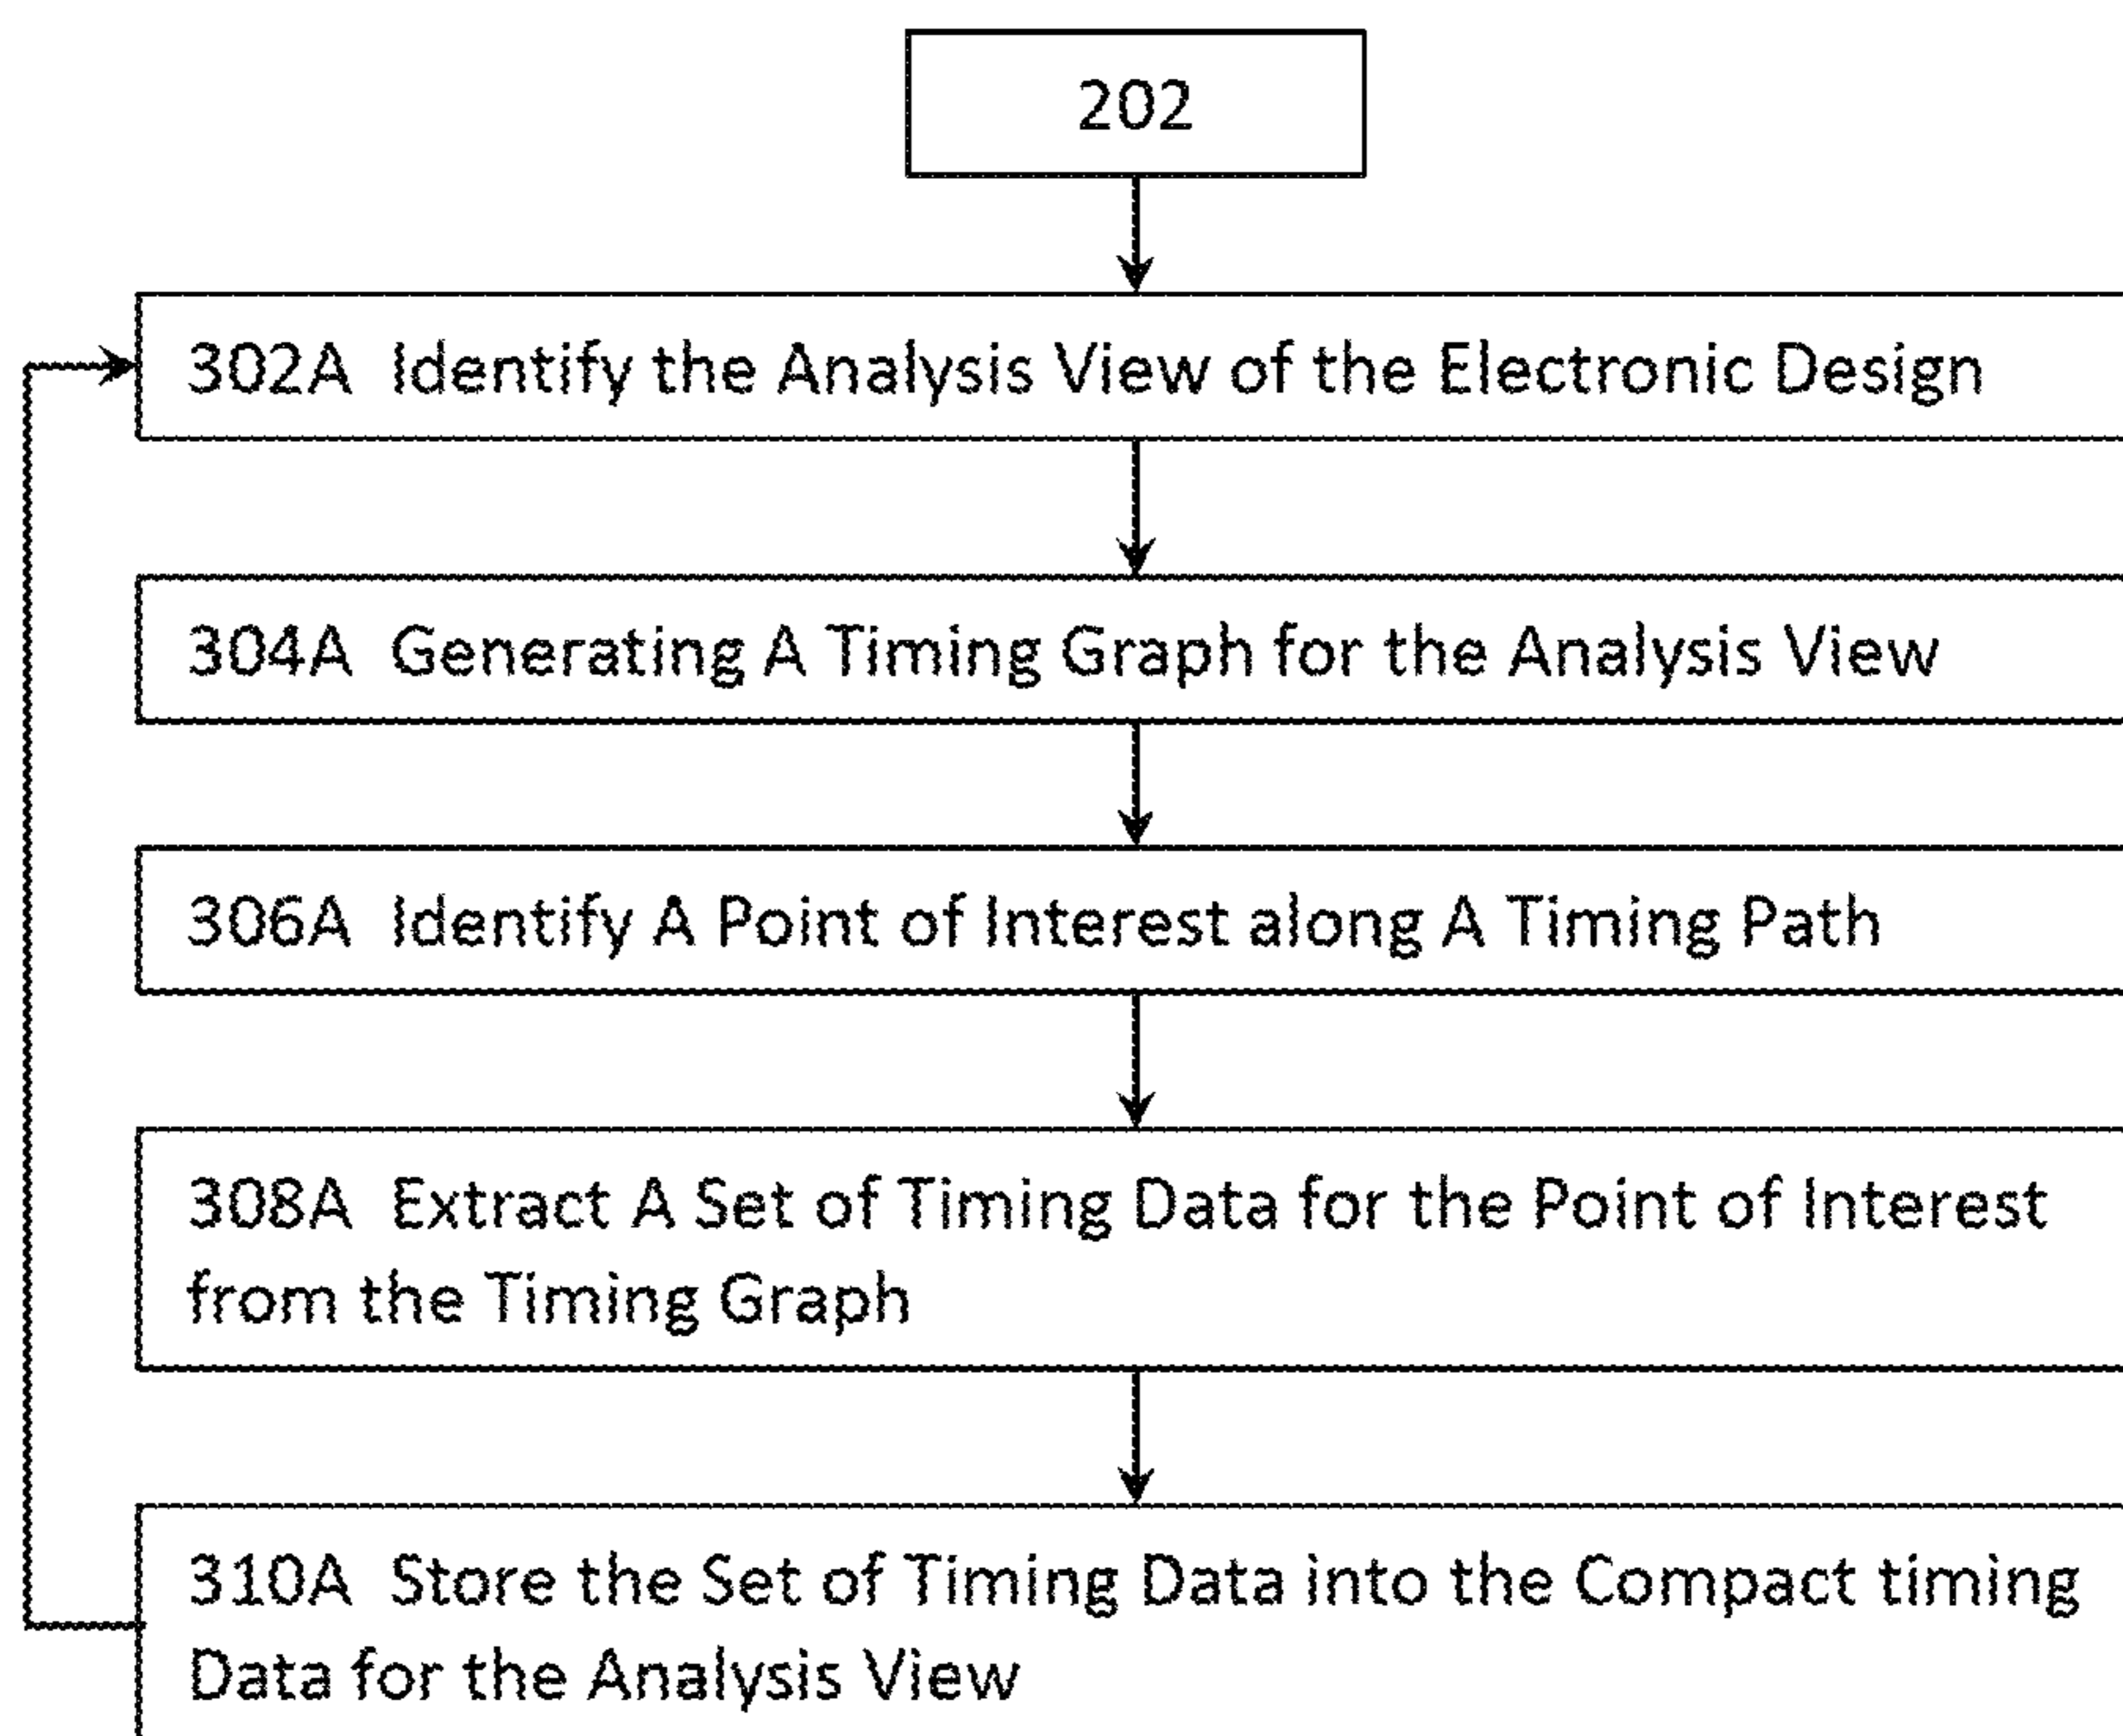 202
302A Identify the Analysis View of the Electronic Design
304A Generating A Timing Graph for the Analysis View
306A Identify A Point of Interest along A Timing Path
308A Extract A Set of Timing Data for the Point of Interest
from the Timing Graph
310A Store the Set of Timing Data into the Compact timing
Data for the Analysis View